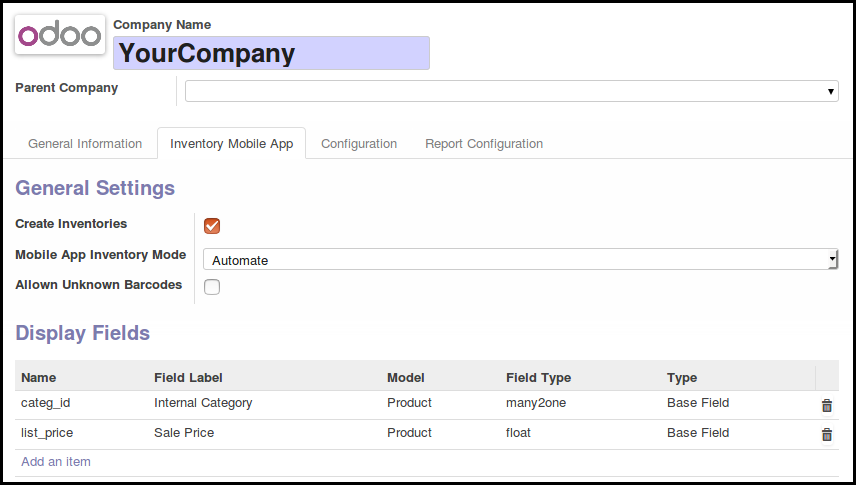 odoo
Company Name
YourCompany
Parent Company
General Information Inventory Mobile App Configuration Report Configuration
General Settings
Create Inventories
Mobile App Inventory Mode Automate
Allown Unknown Barcodes
Display Fields
Name Field Label Model Field Type Type
categ_id Internal Category Product many2one Base Field
list_price Sale Price Product float Base Field
Add an item